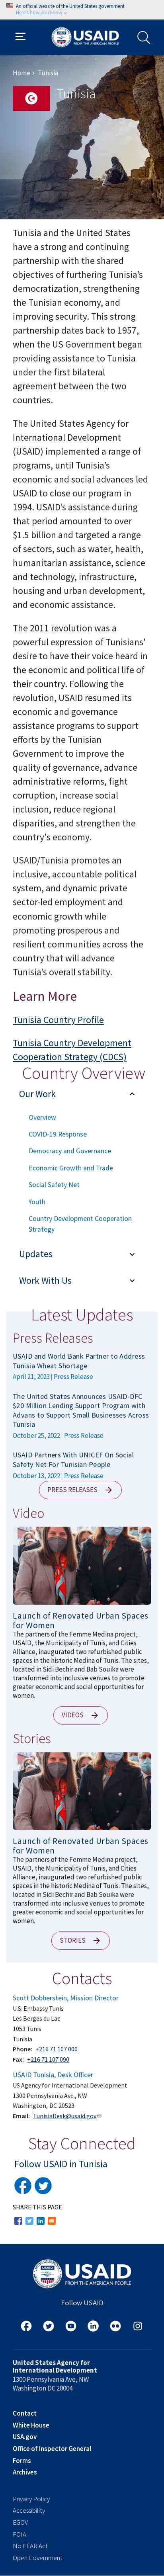 An official website of the United States government
Here's how you know
USAID
FROM THE AMERICAN PEOPLE
Home › Tunisia
Tunisia
Tunisia and the United States
have a strong and continuing
partnership with the shared
objectives of furthering Tunisia's
democratization, strengthening
the Tunisian economy, and
improving security. This strong
partnership dates back to 1957,
when the US Government began
providing assistance to Tunisia
under the first bilateral
agreement between the two
countries.
The United States Agency for
International Development
(USAID) implemented a range of
programs, until Tunisia's
economic and social advances led
USAID to close our program in
1994. USAID's assistance during
that period totaled close to
$1.5 billion and targeted a range
of sectors, such as water, health,
humanitarian assistance, science
and technology, infrastructure,
housing and urban development,
and housing.
The 2011 revolution was a
powerful expression of Tunisians'
desire to have their voice heard in
the economic and political life of
their country. Following the
revolution, USAID resumed its
economic and governance
assistance programs to support
efforts by the Tunisian
Government to improve the
quality of governance, advance
administrative reforms, fight
corruption, increase social
inclusion, reduce regional
disparities, and strengthen the
country's economy.
USAID/Tunisia promotes an
inclusive, accountable political
system, and dynamic private
sector-led employment and
economic growth by
promoting prosperous and
resilient communities, with the
overall goal to advance
Tunisia's overall stability.
Learn More
Tunisia Country Profile
Tunisia Country Development
Cooperation Strategy (CDCS)
Country Overview
Our Work
Overview
COVID-19 Response
Democracy and Governance
Economic Growth and Trade
Social Safety Net
Youth
Country Development Cooperation
Strategy
Updates
Work With Us
Latest Updates
Press Releases
USAID and World Bank Partner to Address
Tunisia Wheat Shortage
April 21, 2023 | Press Release
The United States Announces USAID-DFC
$20 Million Lending Support Program with
Advans to Support Small Businesses Across
Tunisia
October 25, 2022 | Press Release
USAID Partners With UNICEF On Social
Safety Net For Tunisian People
October 13, 2022 | Press Release
PRESS RELEASES
Video
Launch of Renovated Urban Spaces
for Women
The partners of the Femme Medina project,
USAID, the Municipality of Tunis, and Cities
Alliance, inaugurated two refurbished public
spaces in the historic Medina of Tunis. The sites,
located in Sidi Bechir and Bab Souika were
transformed into new venues to promote
greater economic, social, and public spaces for
women.
VIDEOS
Stories
Launch of Renovated Urban Spaces
for Women
The partners of the Femme Medina project,
USAID, the Municipality of Tunis, and Cities
Alliance, inaugurated two refurbished public
spaces in the historic Medina of Tunis. The sites,
located in Sidi Bechir and Bab Souika were
transformed into new venues to promote
greater economic, social, and public spaces for
women.
STORIES
Contacts
Scott Dobberstein, Mission Director
U.S. Embassy Tunis
Les Berges du Lac
1053 Tunis
Tunisia
Phone: +216 71 107 000
Fax: +216 71 107 090
USAID Tunisia, Desk Officer
US Agency for International Development
1300 Pennsylvania Ave., NW
Washington, DC 20523
Email: TunisiaDesk@usaid.gov
Stay Connected
Follow USAID in Tunisia
SHARE THIS PAGE
USAID
FROM THE AMERICAN PEOPLE
Follow USAID
United States Agency for
International Development
1300 Pennsylvania Ave, NW
Washington DC 20004
Contact
White House
USA.gov
Office of Inspector General
Forms
Archives
Privacy Policy
Accessibility
EGOV
FOIA
No FEAR Act
Open Government